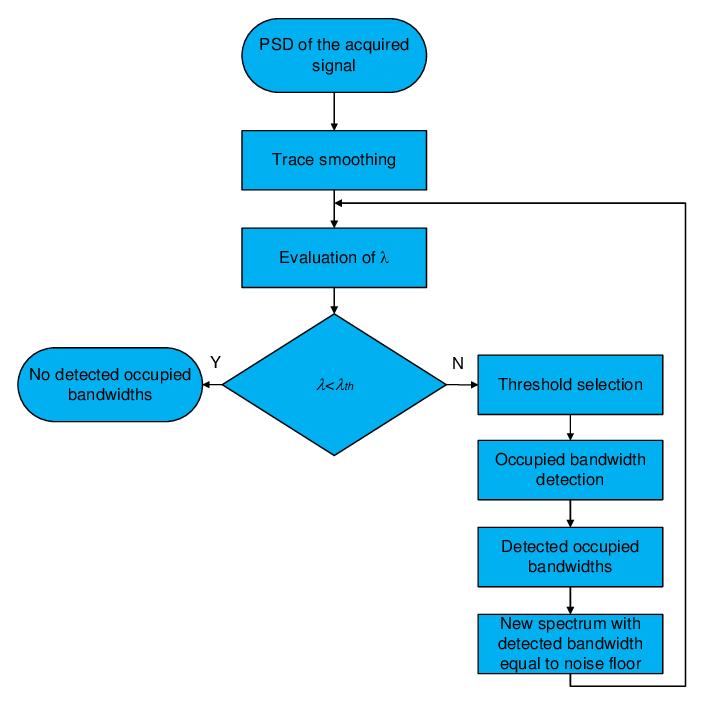 PSD of the acquired
signal
Trace smoothing
Evaluation of λ
λ<λth
Y
N
No detected occupied
bandwidths
Threshold selection
Occupied bandwidth
detection
Detected occupied
bandwidths
New spectrum with
detected bandwidth
equal to noise floor